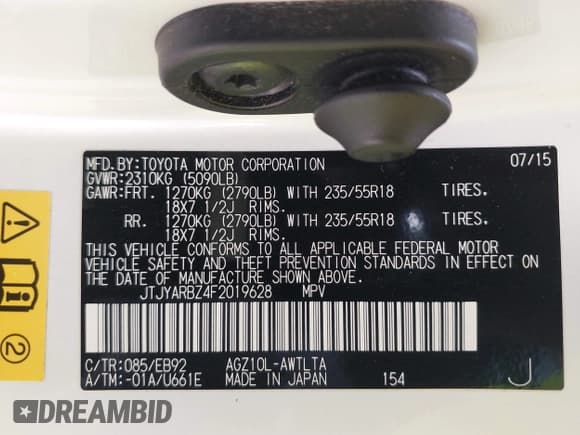 MFD.BY:TOYOTA MOTOR CORPORATION 07/15
GVWR:2310KG (5090LB)
GAWR:FRT. 1270KG (2790LB) WITH 235/55R18 TIRES.
18X7 1/2J RIMS.
RR. 1270KG (2790LB) WITH 235/55R18 TIRES.
18X7 1/2J RIMS.
THIS VEHICLE CONFORMS TO ALL APPLICABLE FEDERAL MOTOR
VEHICLE SAFETY AND THEFT PREVENTION STANDARDS IN EFFECT ON
THE DATE OF MANUFACTURE SHOWN ABOVE.
JTJYARBZ4F2019628 MPV
C/TR:085/EB92 AGZ10L-AWTLTA
A/TM:-01A/U661E MADE IN JAPAN 154 J
2
DREAMBID